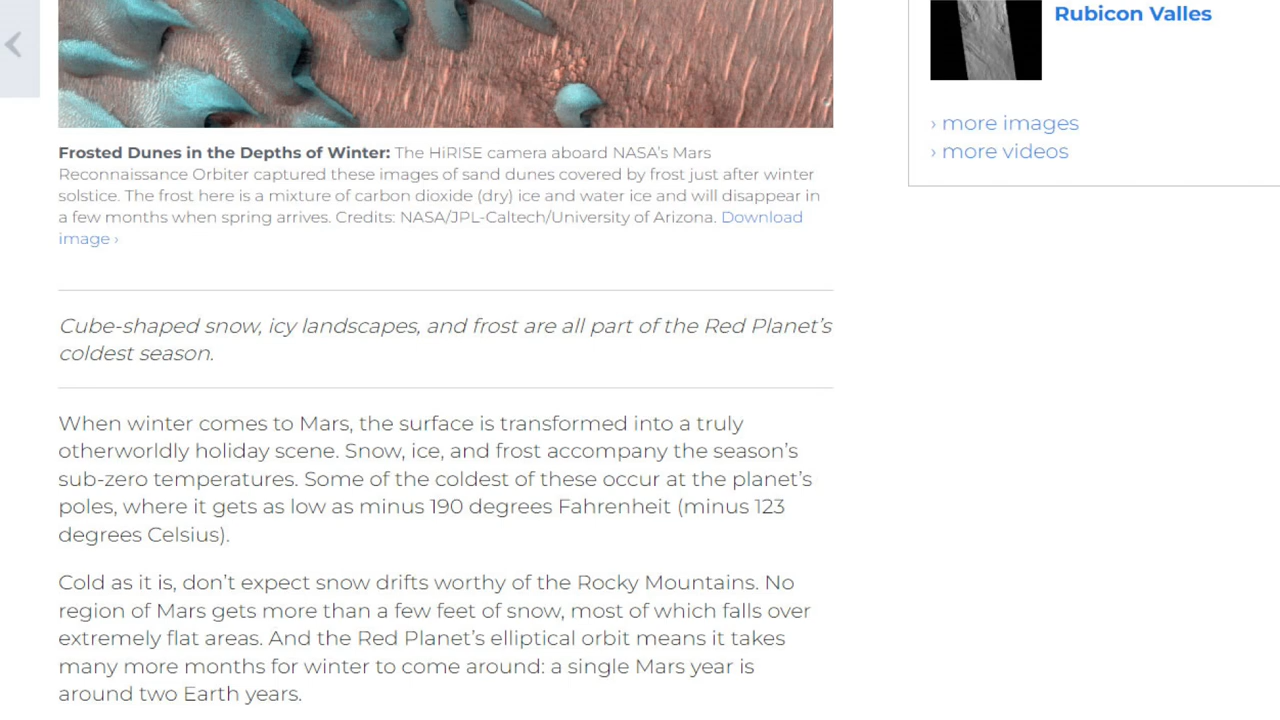 Rubicon Valles
› more images
› more videos
Frosted Dunes in the Depths of Winter: The HiRISE camera aboard NASA’s Mars
Reconnaissance Orbiter captured these images of sand dunes covered by frost just after winter
solstice. The frost here is a mixture of carbon dioxide (dry) ice and water ice and will disappear in
a few months when spring arrives. Credits: NASA/JPL-Caltech/University of Arizona. Download
image ›
Cube-shaped snow, icy landscapes, and frost are all part of the Red Planet’s
coldest season.
When winter comes to Mars, the surface is transformed into a truly
otherworldly holiday scene. Snow, ice, and frost accompany the season’s
sub-zero temperatures. Some of the coldest of these occur at the planet’s
poles, where it gets as low as minus 190 degrees Fahrenheit (minus 123
degrees Celsius).
Cold as it is, don’t expect snow drifts worthy of the Rocky Mountains. No
region of Mars gets more than a few feet of snow, most of which falls over
extremely flat areas. And the Red Planet’s elliptical orbit means it takes
many more months for winter to come around: a single Mars year is
around two Earth years.